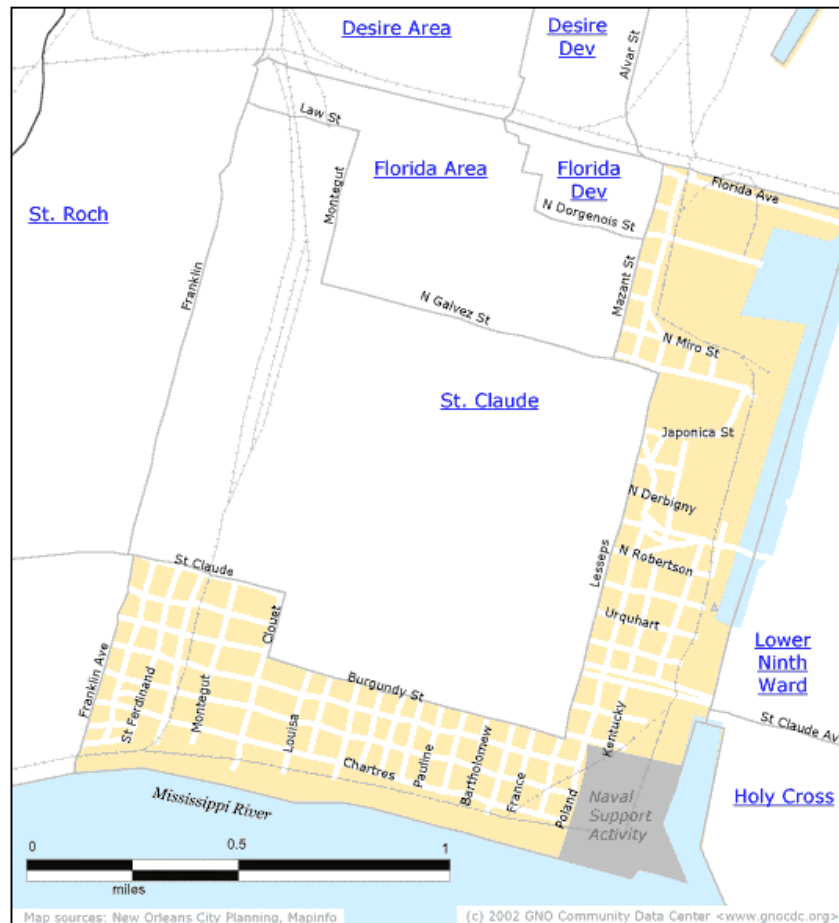 Desire Area
Desire
Dev
Alvar St
Law St
Montegut
Florida Area
Florida
Dev
Florida Ave
St. Roch
N Dorgenois St
Franklin
Mazant St
N Galvez St
N Miro St
St. Claude
Japonica St
N Derbigny
N Robertson
Lesseps
St Claude
Clouet
Urquhart
Lower
Ninth
Ward
Franklin Ave
St Ferdinand
Montegut
Burgundy St
Louisa
Kentucky
St Claude Av
Chartres
Pauline
Bartholomew
France
Poland
Mississippi River
Naval
Support
Activity
Holy Cross
0
0.5
1
miles
Map sources: New Orleans City Planning, Mapinfo
(c) 2002 GNO Community Data Center <www.gnocdc.org>